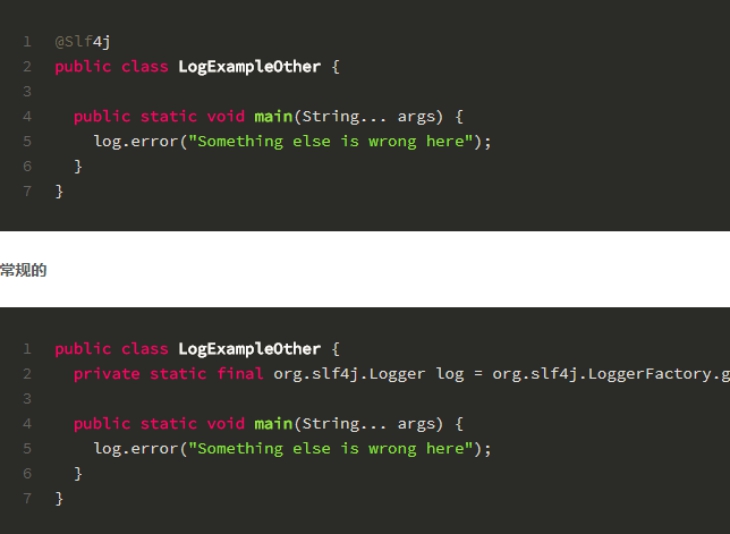 1 @Slf4j
2 public class LogExampleOther {
3
4 public static void main(String... args) {
5 log.error("Something else is wrong here");
6 }
7 }
常规的
1 public class LogExampleOther {
2 private static final org.slf4j.Logger log = org.slf4j.LoggerFactory.g
3
4 public static void main(String... args) {
5 log.error("Something else is wrong here");
6 }
7 }